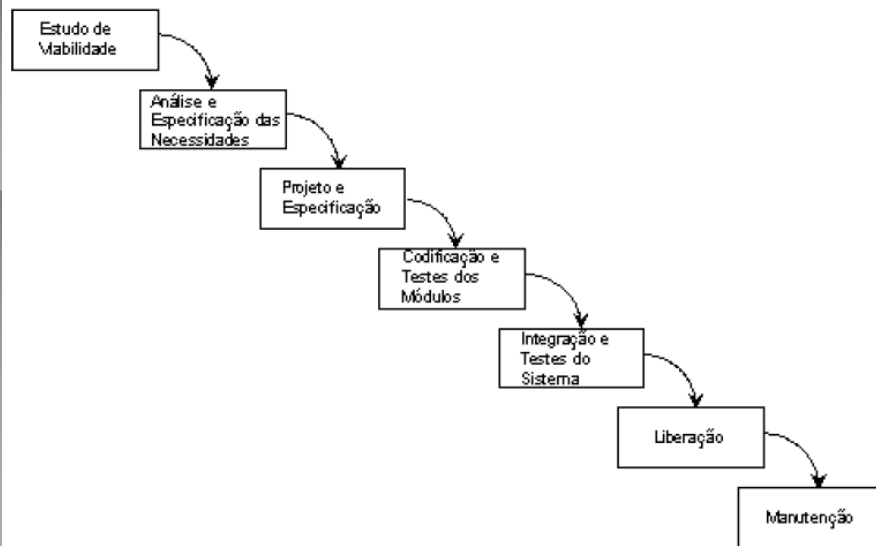 Estudo de
Viabilidade
Análise e
Especificação das
Necessidades
Projeto e
Especificação
Codificação e
Testes dos
Módulos
Integração e
Testes do
Sistema
Liberação
Manutenção